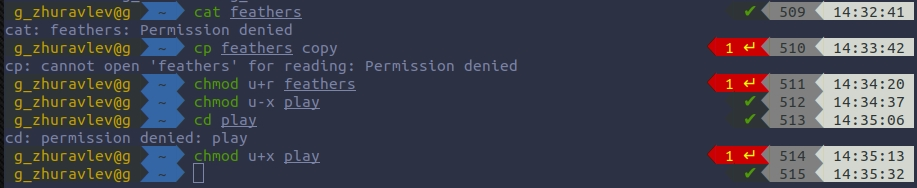 g_zhuravlev@g ~ cat feathers ✔ 509 14:32:41
cat: feathers: Permission denied
g_zhuravlev@g ~ cp feathers copy 1 ↵ 510 14:33:42
cp: cannot open 'feathers' for reading: Permission denied
g_zhuravlev@g ~ chmod u+r feathers 1 ↵ 511 14:34:20
g_zhuravlev@g ~ chmod u-x play ✔ 512 14:34:37
g_zhuravlev@g ~ cd play ✔ 513 14:35:06
cd: permission denied: play
g_zhuravlev@g ~ chmod u+x play 1 ↵ 514 14:35:13
g_zhuravlev@g ~ ✔ 515 14:35:32